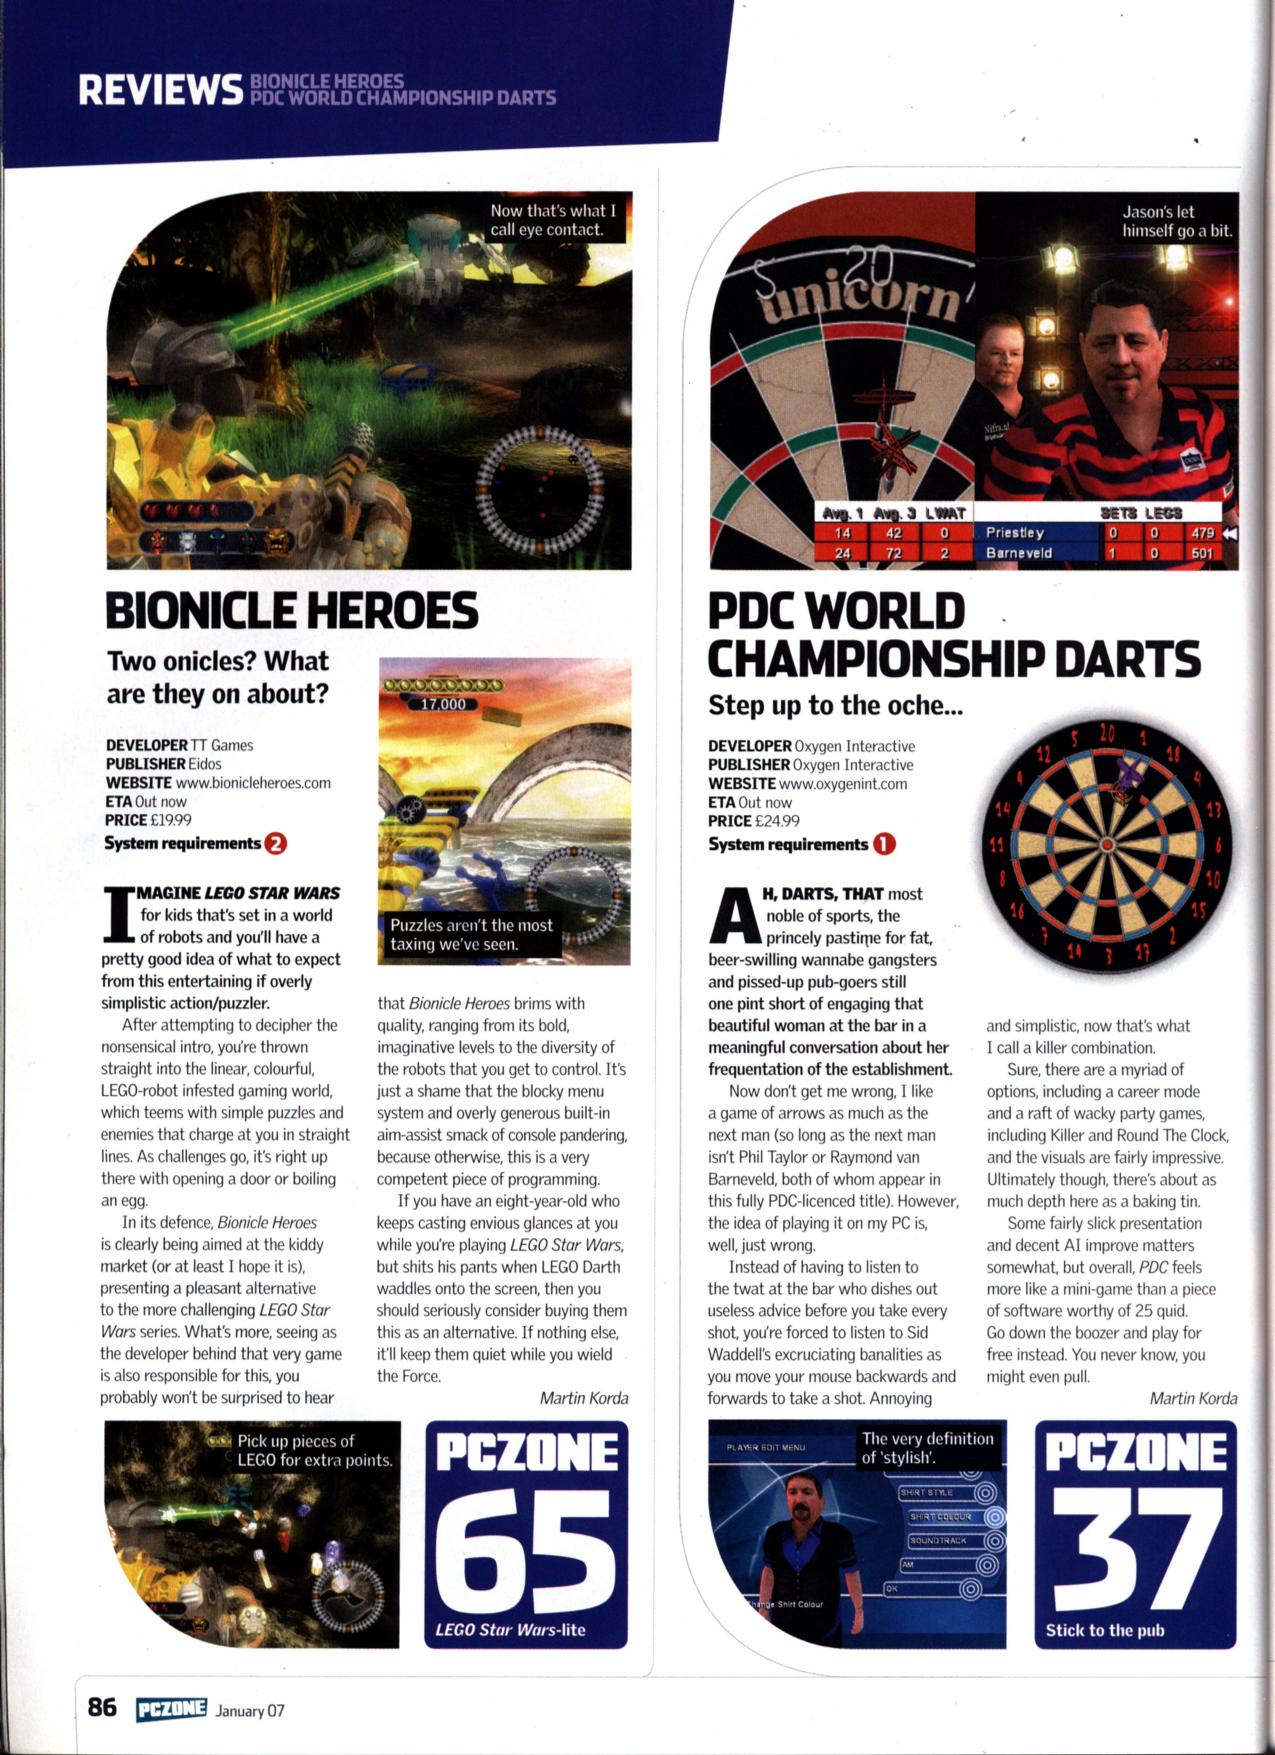 REVIEWS
BIONICLE HEROES
PDC WORLD CHAMPIONSHIP DARTS
Now that's what I
call eye contact.
BIONICLE HEROES
Two onicles? What
are they on about?
DEVELOPER TT Games
PUBLISHER Eidos
WEBSITE www.bionicleheroes.com
ETA Out now
PRICE £19.99
System requirements 2
17,000
Puzzles aren't the most
taxing we've seen.
IMAGINE LEGO STAR WARS
for kids that's set in a world
of robots and you'll have a
pretty good idea of what to expect
from this entertaining if overly
simplistic action/puzzler.
After attempting to decipher the
nonsensical intro, you're thrown
straight into the linear, colourful,
LEGO-robot infested gaming world,
which teems with simple puzzles and
enemies that charge at you in straight
lines. As challenges go, it's right up
there with opening a door or boiling
an egg.
In its defence, Bionicle Heroes
is clearly being aimed at the kiddy
market (or at least I hope it is),
presenting a pleasant alternative
to the more challenging LEGO Star
Wars series. What's more, seeing as
the developer behind that very game
is also responsible for this, you
probably won't be surprised to hear
that Bionicle Heroes brims with
quality, ranging from its bold,
imaginative levels to the diversity of
the robots that you get to control. It's
just a shame that the blocky menu
system and overly generous built-in
aim-assist smack of console pandering,
because otherwise, this is a very
competent piece of programming.
If you have an eight-year-old who
keeps casting envious glances at you
while you're playing LEGO Star Wars,
but shits his pants when LEGO Darth
waddles onto the screen, then you
should seriously consider buying them
this as an alternative. If nothing else,
it'll keep them quiet while you wield
the Force.
Martin Korda
Pick up pieces of
LEGO for extra points.
PCZONE
65
LEGO Star Wars-lite
Jason's let
himself go a bit.
5 20
unicorn
Avg. 1 Avg. 3 LWAT SETS LEGS
14 42 0 Priestley 0 0 479
24 72 2 Barneveld 1 0 501
PDC WORLD
CHAMPIONSHIP DARTS
Step up to the oche...
DEVELOPER Oxygen Interactive
PUBLISHER Oxygen Interactive
WEBSITE www.oxygenint.com
ETA Out now
PRICE £24.99
System requirements 1
20 1 18 4 13 6 10 15 2 17 3 19 7 16 8 11 14 9 12 5
AH, DARTS, THAT most
noble of sports, the
princely pastime for fat,
beer-swilling wannabe gangsters
and pissed-up pub-goers still
one pint short of engaging that
beautiful woman at the bar in a
meaningful conversation about her
frequentation of the establishment.
Now don't get me wrong, I like
a game of arrows as much as the
next man (so long as the next man
isn't Phil Taylor or Raymond van
Barneveld, both of whom appear in
this fully PDC-licenced title). However,
the idea of playing it on my PC is,
well, just wrong.
Instead of having to listen to
the twat at the bar who dishes out
useless advice before you take every
shot, you're forced to listen to Sid
Waddell's excruciating banalities as
you move your mouse backwards and
forwards to take a shot. Annoying
and simplistic, now that's what
I call a killer combination.
Sure, there are a myriad of
options, including a career mode
and a raft of wacky party games,
including Killer and Round The Clock,
and the visuals are fairly impressive.
Ultimately though, there's about as
much depth here as a baking tin.
Some fairly slick presentation
and decent AI improve matters
somewhat, but overall, PDC feels
more like a mini-game than a piece
of software worthy of 25 quid.
Go down the boozer and play for
free instead. You never know, you
might even pull.
Martin Korda
PLAYER EDIT MENU
The very definition
of 'stylish'.
SHIRT STYLE
SHIRT COLOUR
SOUNDTRACK
AM
OK
Change Shirt Colour
PCZONE
37
Stick to the pub
86 PCZONE January 07